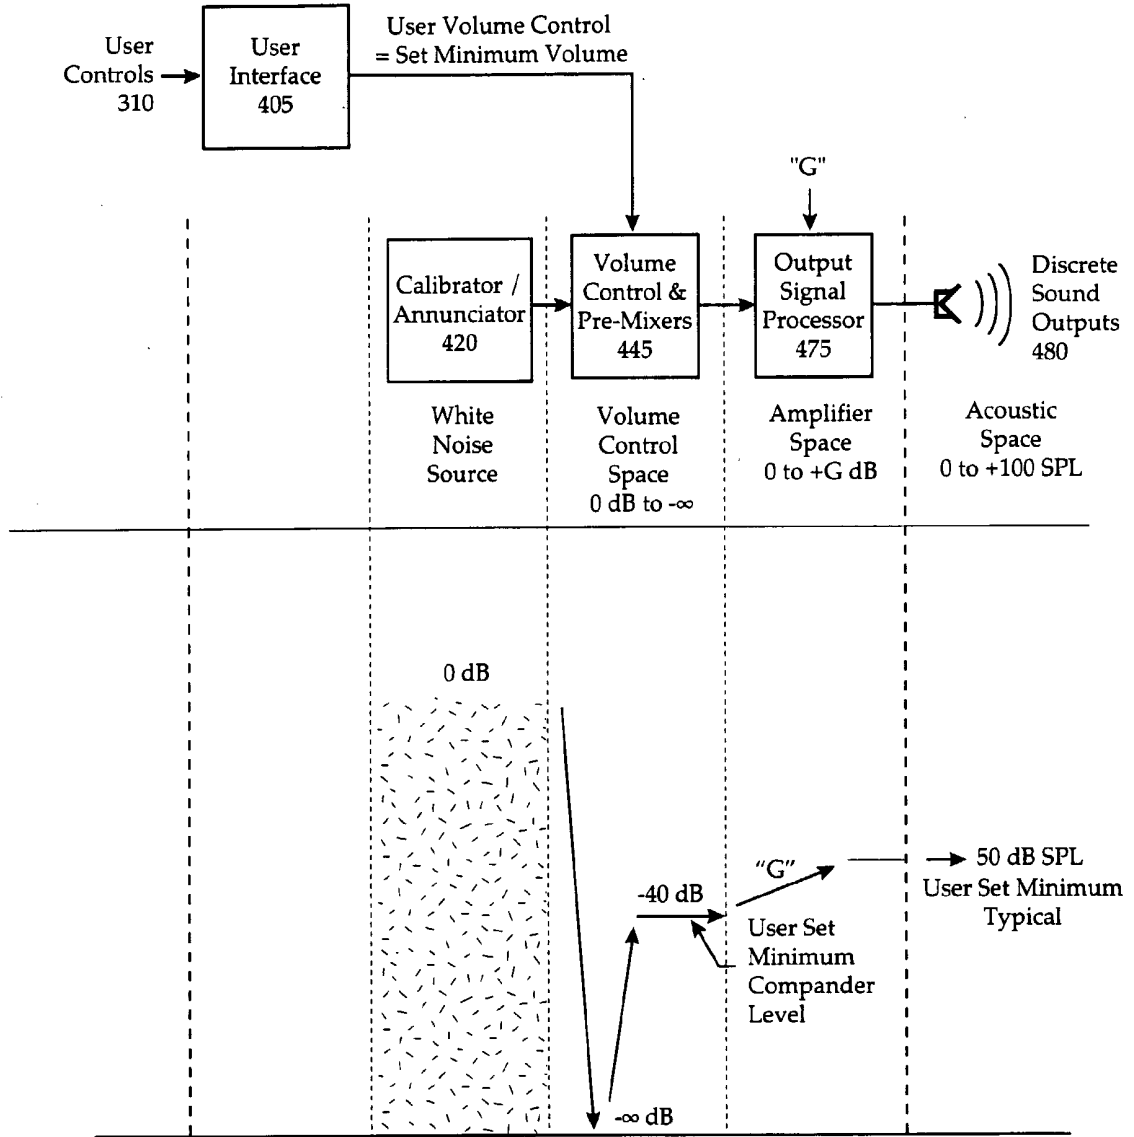 User Controls 310
User Interface 405
User Volume Control
= Set Minimum Volume
"G"
Calibrator /
Annunciator
420
Volume
Control &
Pre-Mixers
445
Output
Signal
Processor
475
Discrete
Sound
Outputs
480
White
Noise
Source
Volume
Control
Space
0 dB to -∞
Amplifier
Space
0 to +G dB
Acoustic
Space
0 to +100 SPL
0 dB
-∞ dB
-40 dB
"G"
User Set
Minimum
Compander
Level
50 dB SPL
User Set Minimum
Typical